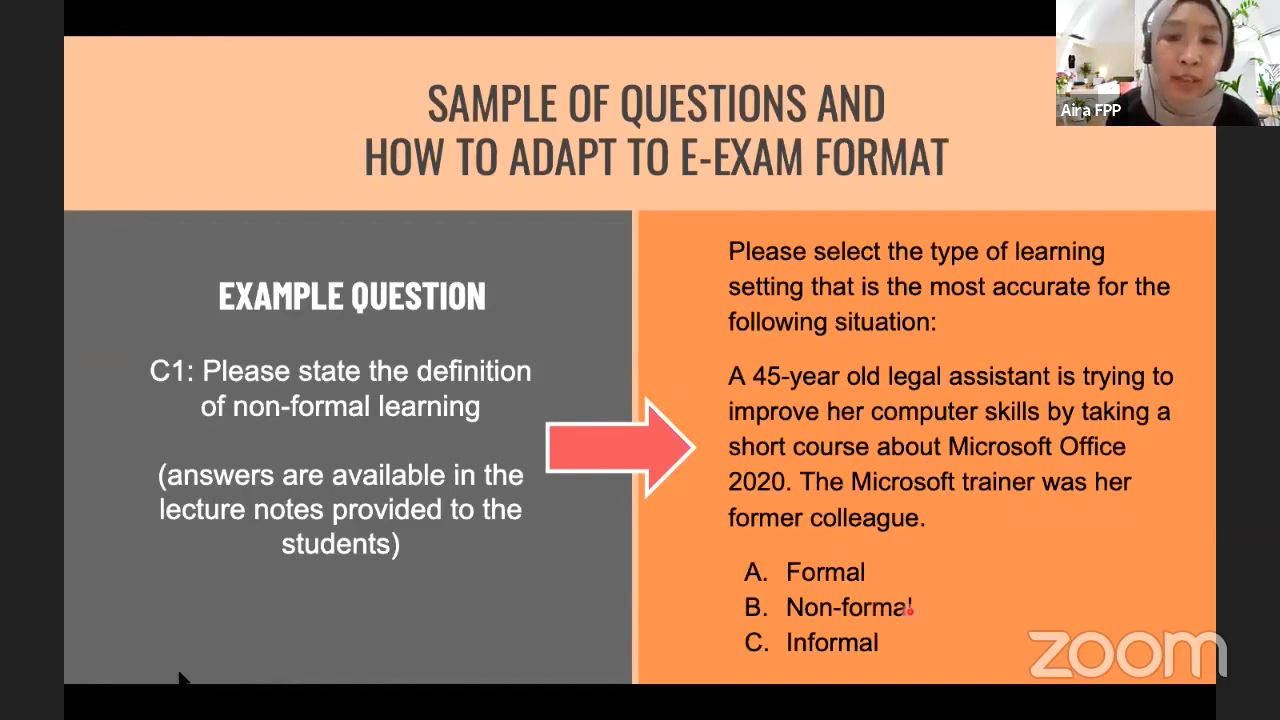 Aira FPP
SAMPLE OF QUESTIONS AND
HOW TO ADAPT TO E-EXAM FORMAT
EXAMPLE QUESTION
C1: Please state the definition
of non-formal learning
(answers are available in the
lecture notes provided to the
students)
Please select the type of learning
setting that is the most accurate for the
following situation:
A 45-year old legal assistant is trying to
improve her computer skills by taking a
short course about Microsoft Office
2020. The Microsoft trainer was her
former colleague.
A. Formal
B. Non-formal
C. Informal
zoom